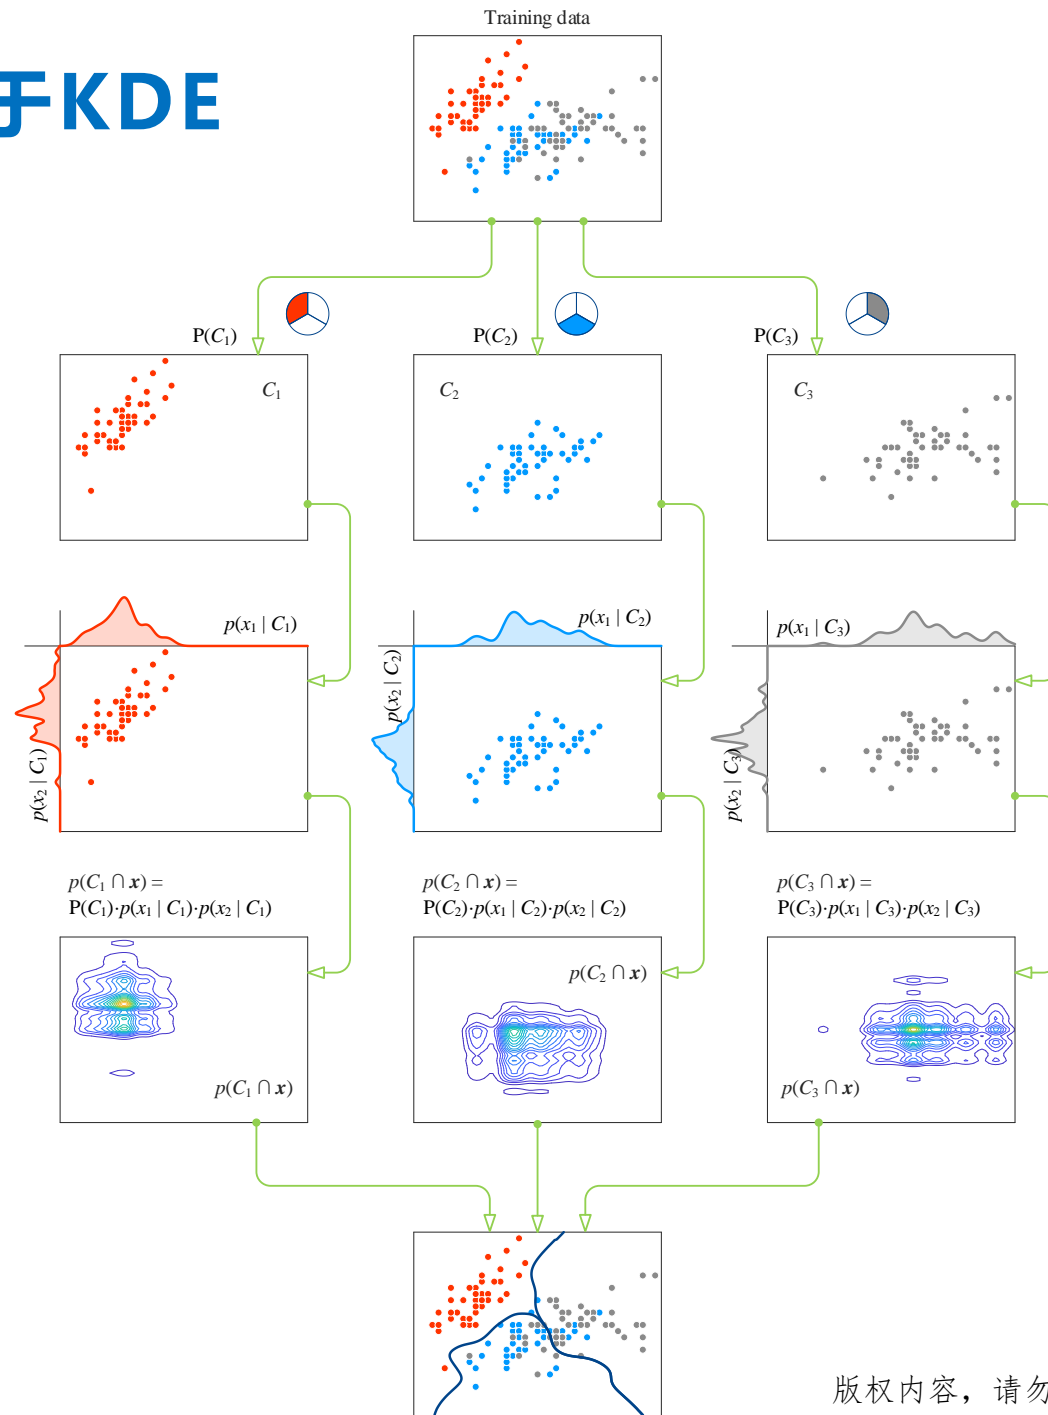 Training data
于KDE
P(C₁)
P(C₂)
P(C₃)
C₁
C₂
C₃
p(x₁ | C₁)
p(x₁ | C₂)
p(x₁ | C₃)
p(x₂ | C₁)
p(x₂ | C₂)
p(x₂ | C₃)
p(C₁ ∩ x) =
P(C₁)·p(x₁ | C₁)·p(x₂ | C₁)
p(C₂ ∩ x) =
P(C₂)·p(x₁ | C₂)·p(x₂ | C₂)
p(C₃ ∩ x) =
P(C₃)·p(x₁ | C₃)·p(x₂ | C₃)
p(C₁ ∩ x)
p(C₂ ∩ x)
p(C₃ ∩ x)
版权内容，请勿